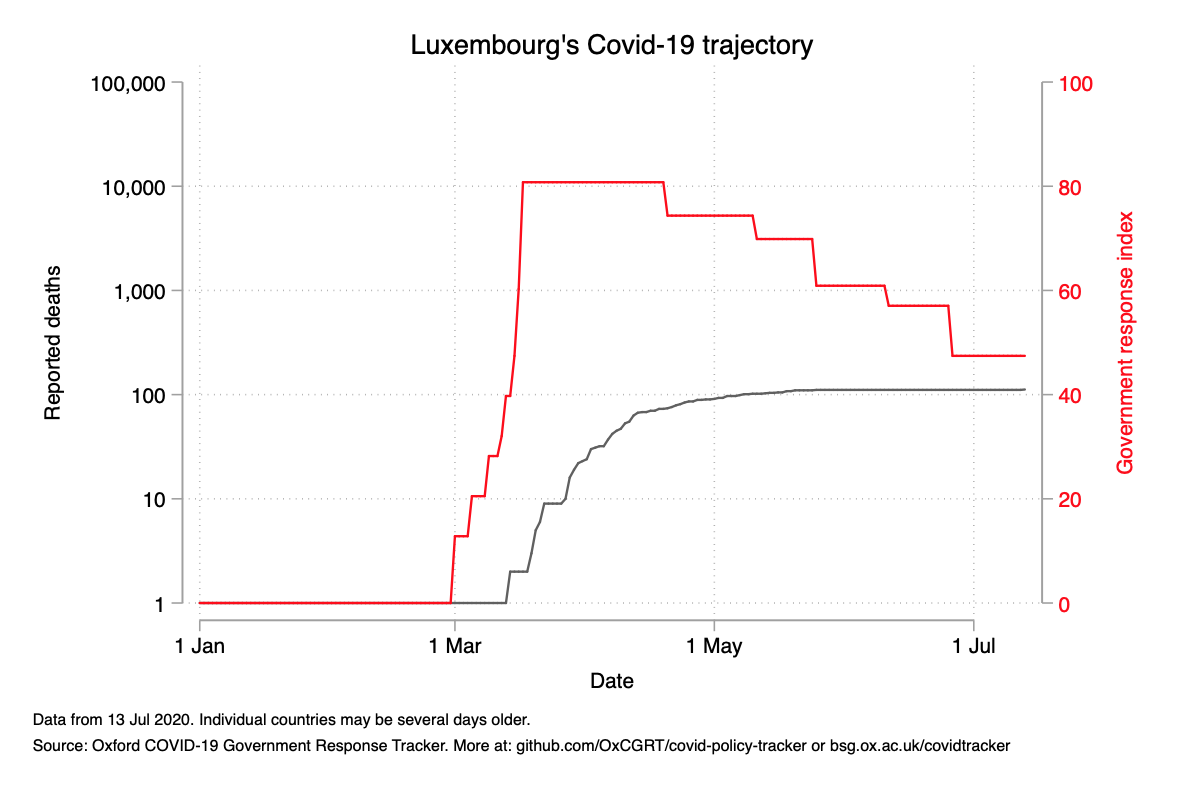 Luxembourg's Covid-19 trajectory
100,000
10,000
1,000
100
10
1
Reported deaths
100
80
60
40
20
0
Government response index
1 Jan
1 Mar
1 May
1 Jul
Date
Data from 13 Jul 2020. Individual countries may be several days older.
Source: Oxford COVID-19 Government Response Tracker. More at: github.com/OxCGRT/covid-policy-tracker or bsg.ox.ac.uk/covidtracker